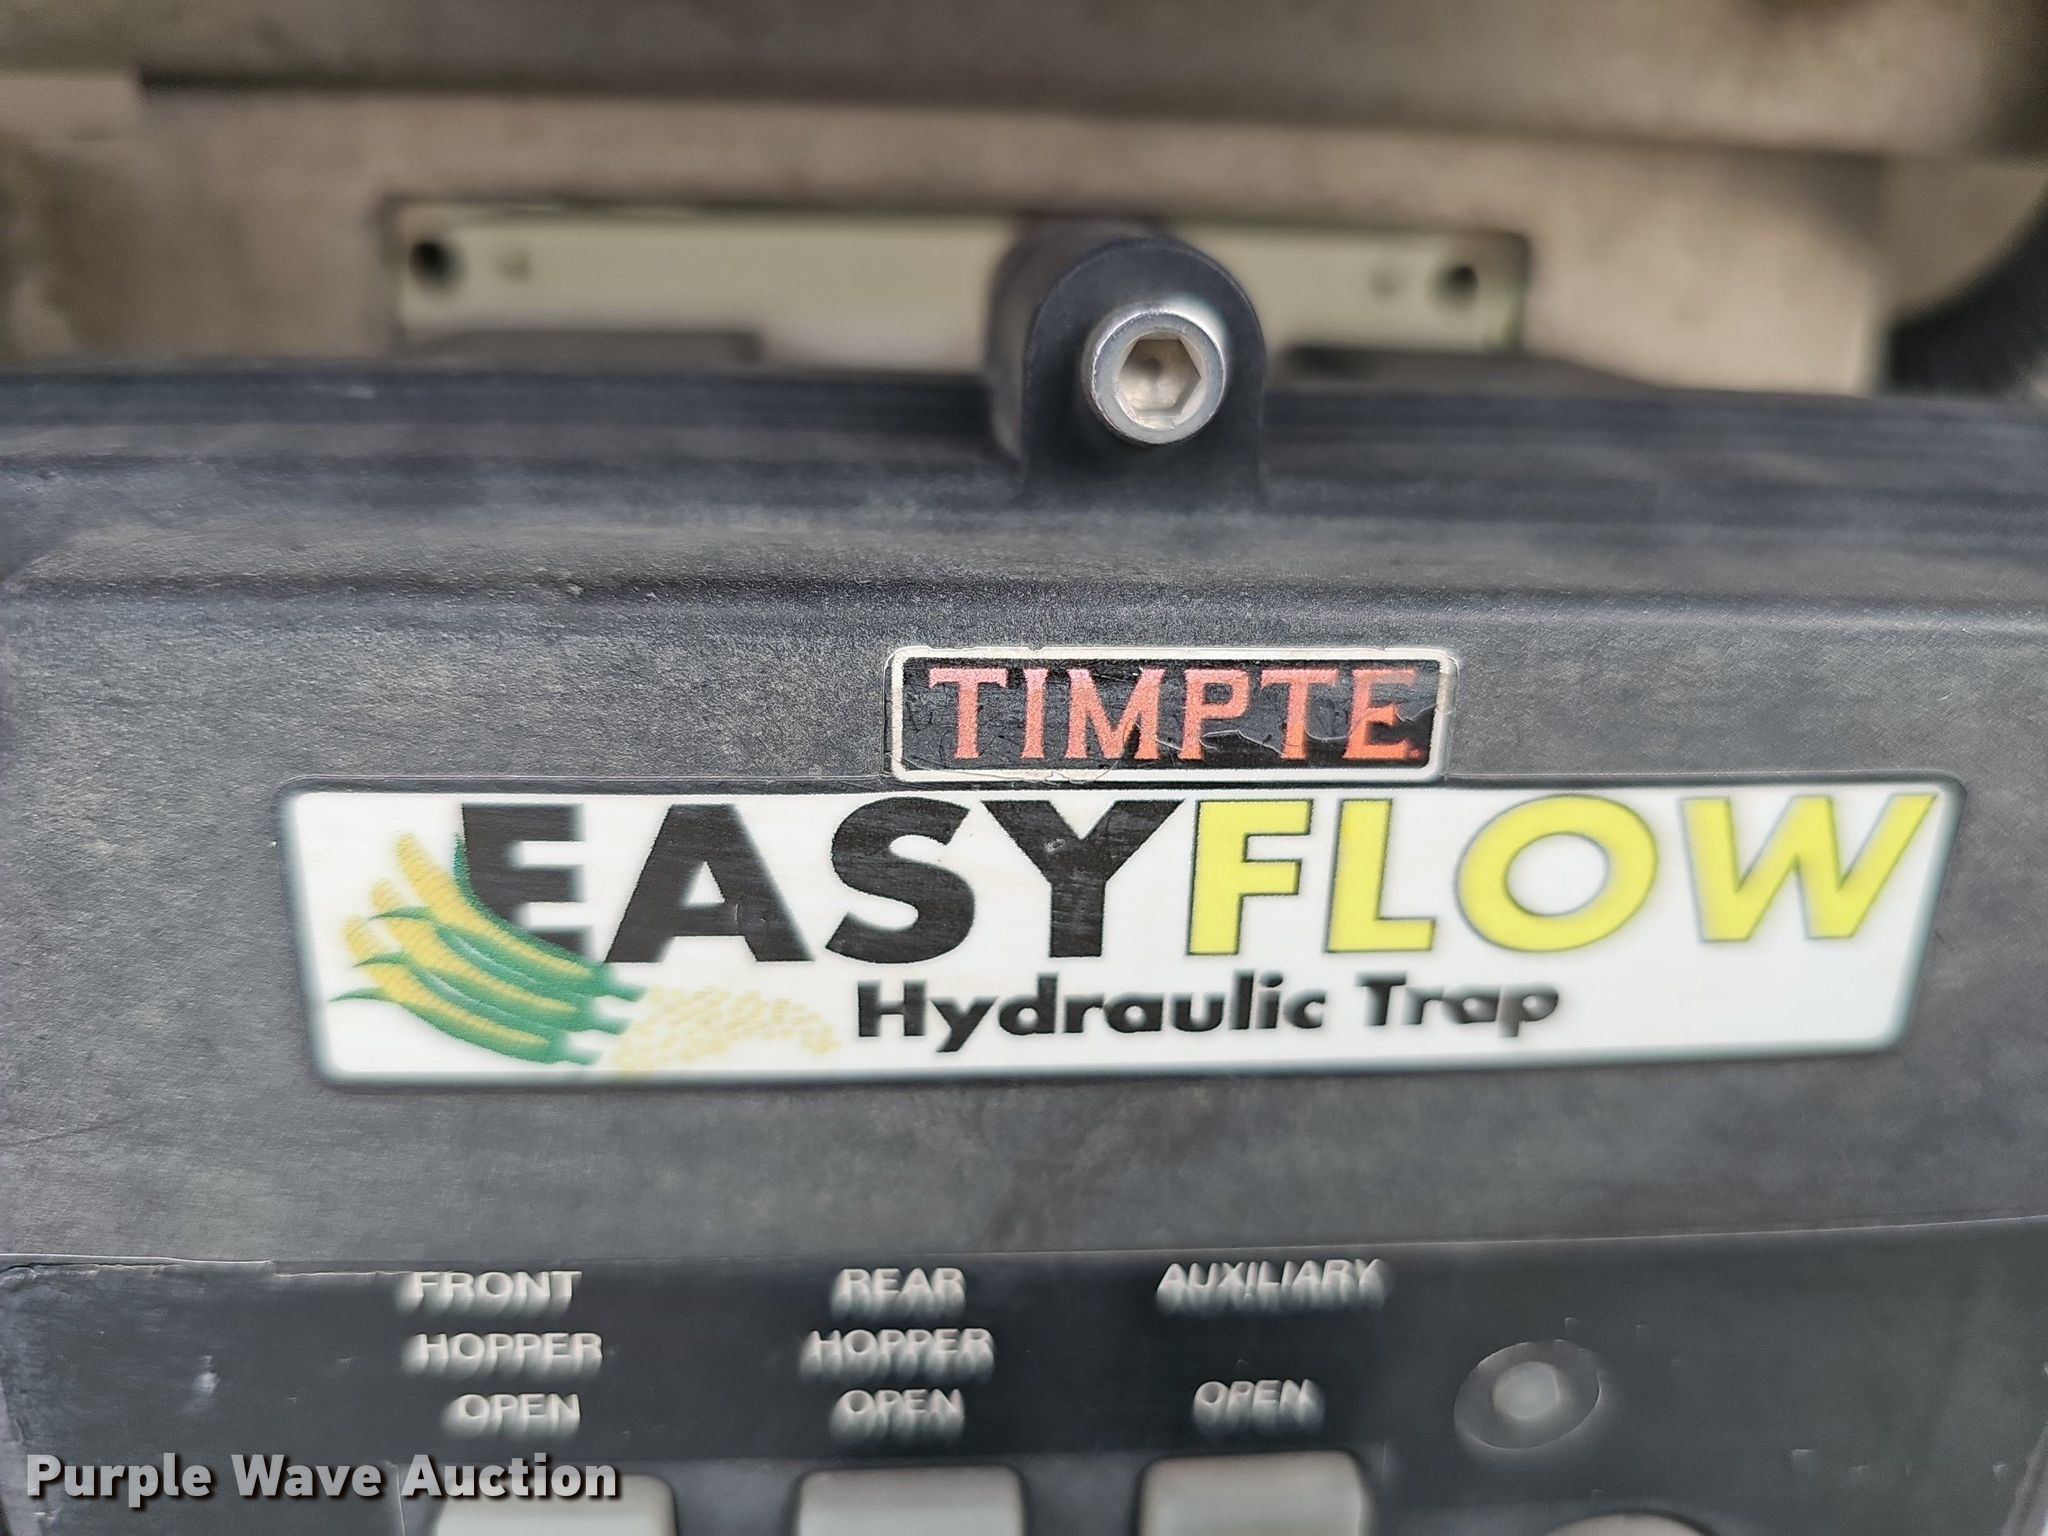 TIMPTE
EASYFLOW
Hydraulic Trap
FRONT HOPPER OPEN
REAR HOPPER OPEN
AUXILIARY OPEN
Purple Wave Auction